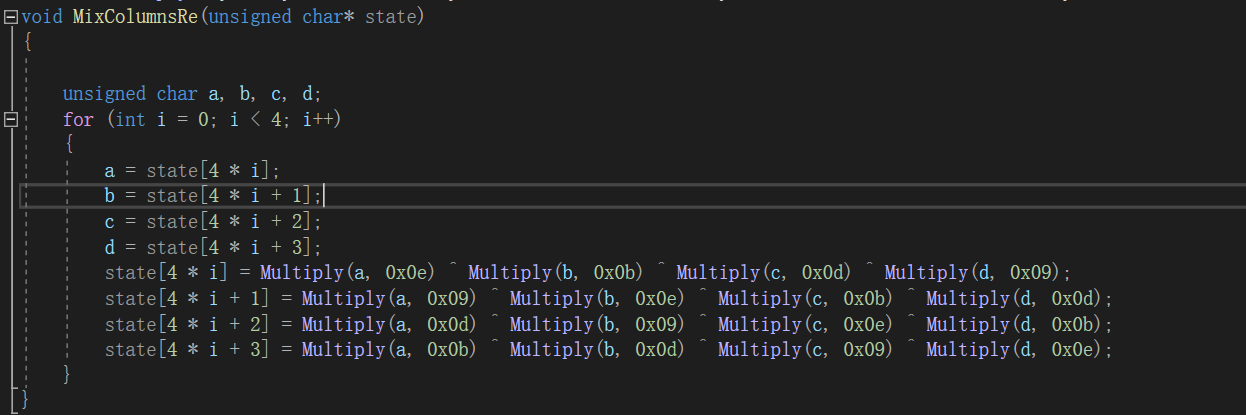 void MixColumnsRe(unsigned char* state)
{
unsigned char a, b, c, d;
for (int i = 0; i < 4; i++)
{
a = state[4 * i];
b = state[4 * i + 1];
c = state[4 * i + 2];
d = state[4 * i + 3];
state[4 * i] = Multiply(a, 0x0e) ^ Multiply(b, 0x0b) ^ Multiply(c, 0x0d) ^ Multiply(d, 0x09);
state[4 * i + 1] = Multiply(a, 0x09) ^ Multiply(b, 0x0e) ^ Multiply(c, 0x0b) ^ Multiply(d, 0x0d);
state[4 * i + 2] = Multiply(a, 0x0d) ^ Multiply(b, 0x09) ^ Multiply(c, 0x0e) ^ Multiply(d, 0x0b);
state[4 * i + 3] = Multiply(a, 0x0b) ^ Multiply(b, 0x0d) ^ Multiply(c, 0x09) ^ Multiply(d, 0x0e);
}
}